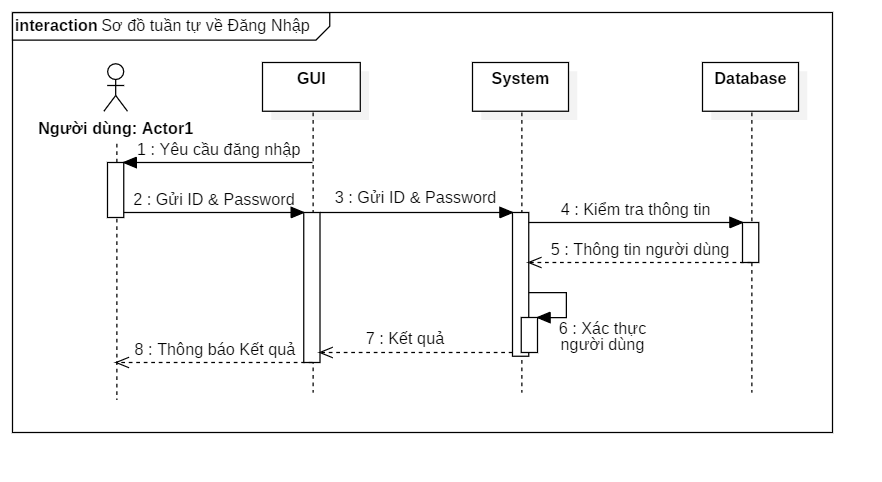 interaction Sơ đồ tuần tự về Đăng Nhập
GUI
System
Database
Người dùng: Actor1
1 : Yêu cầu đăng nhập
2 : Gửi ID & Password
3 : Gửi ID & Password
4 : Kiểm tra thông tin
5 : Thông tin người dùng
6 : Xác thực
người dùng
7 : Kết quả
8 : Thông báo Kết quả